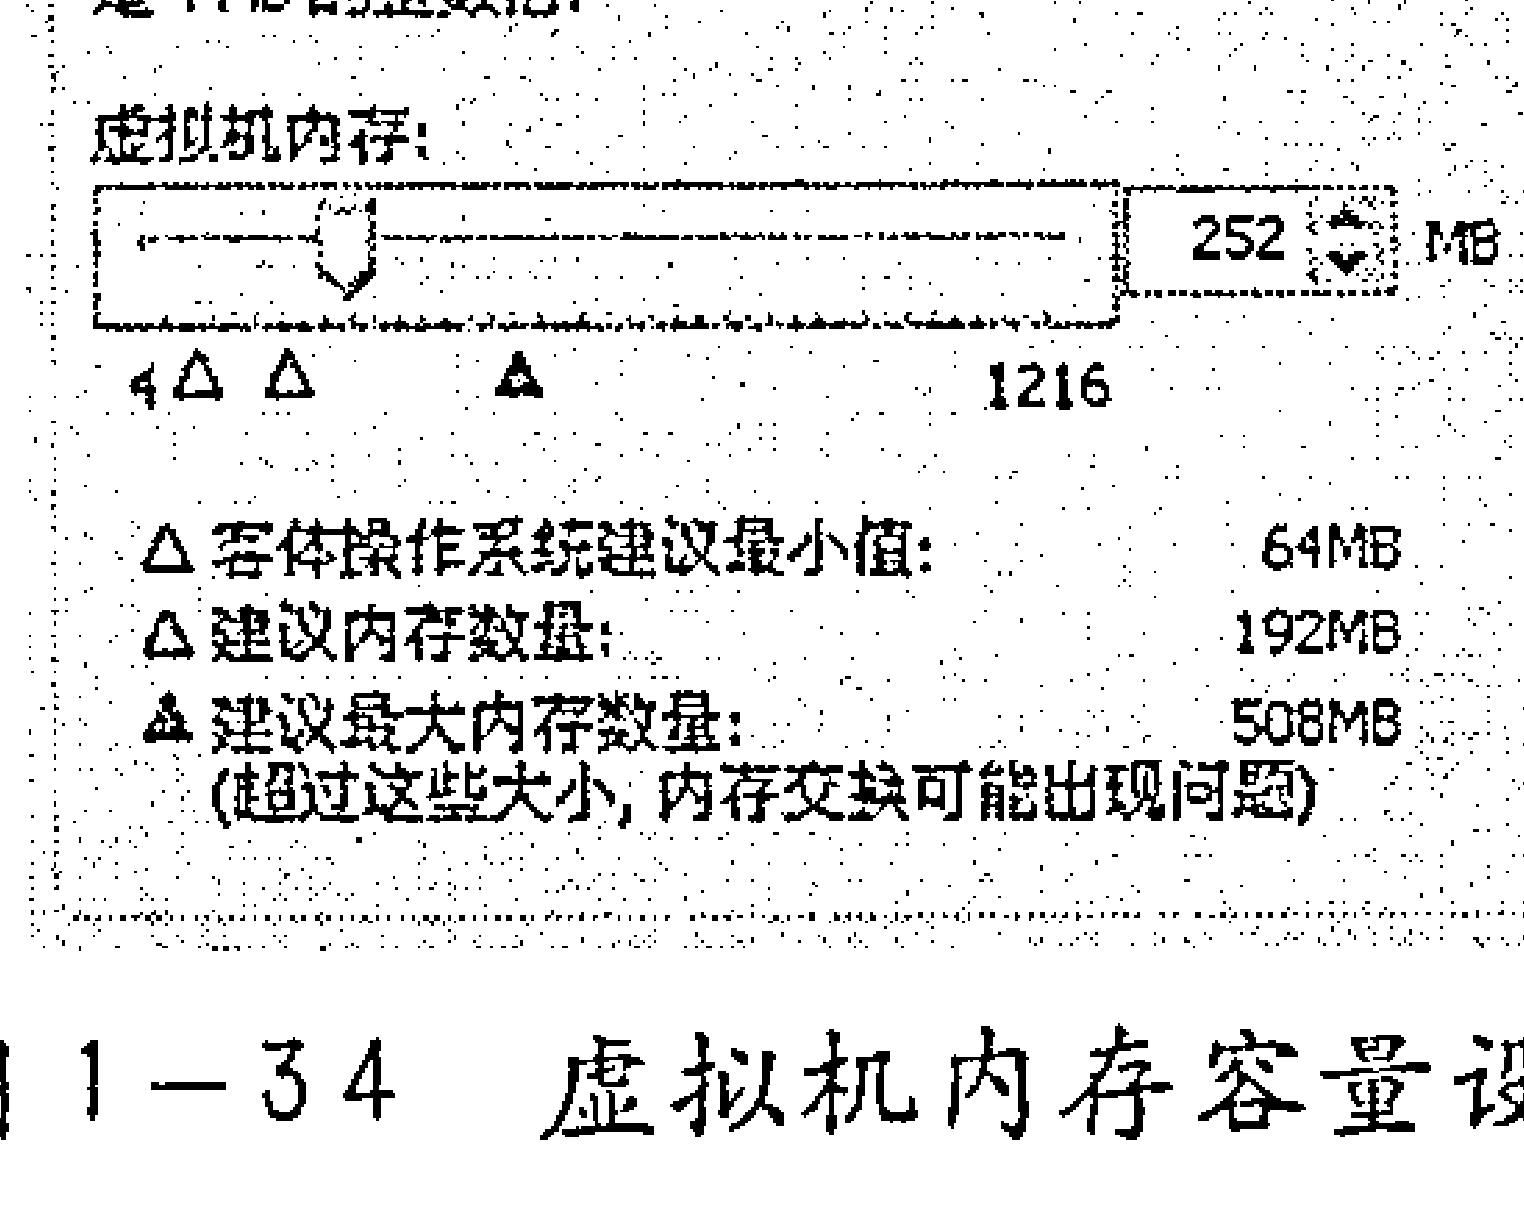 虚拟机内存:
252 MB
4 1216
客体操作系统建议最小值: 64MB
建议内存数量: 192MB
建议最大内存数量: 508MB
(超过这些大小, 内存交换可能出现问题)
1-34 虚拟机内存容量设